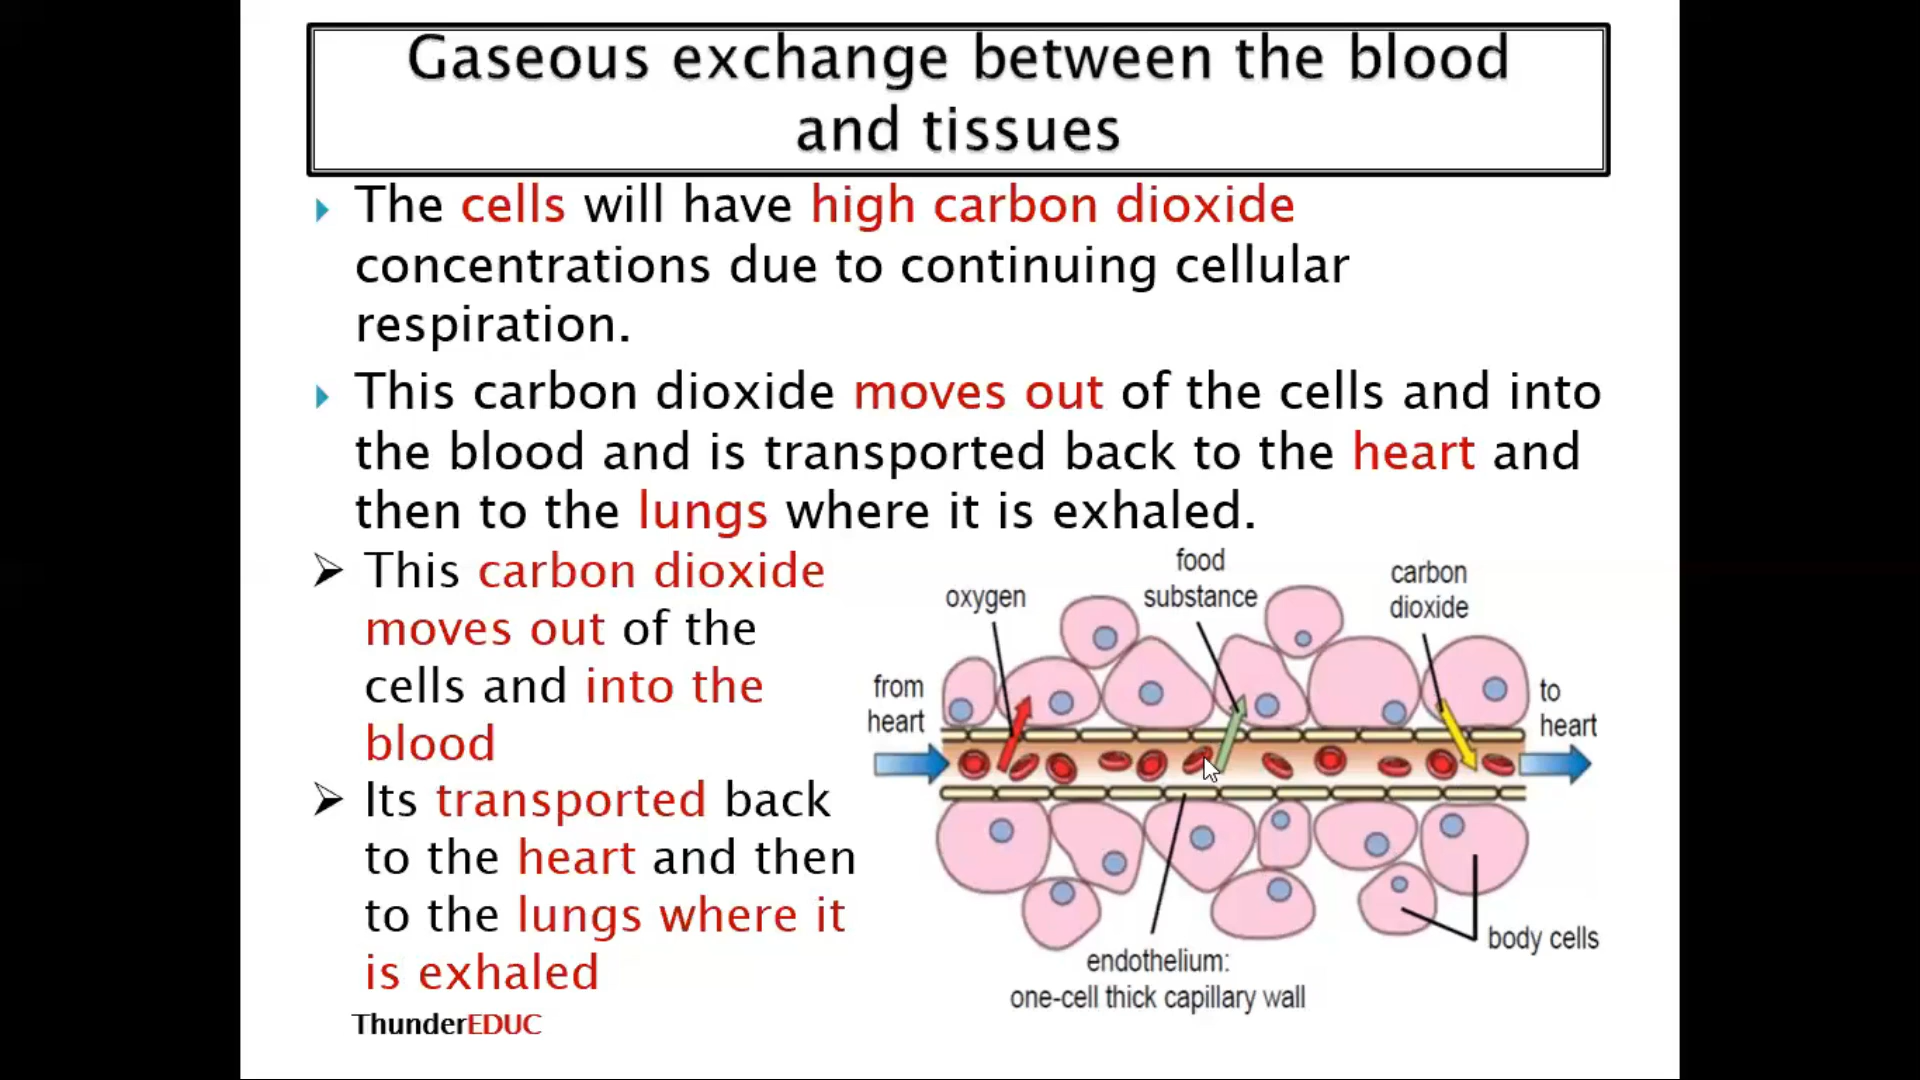 Gaseous exchange between the blood
and tissues
The cells will have high carbon dioxide
concentrations due to continuing cellular
respiration.
This carbon dioxide moves out of the cells and into
the blood and is transported back to the heart and
then to the lungs where it is exhaled.
This carbon dioxide
moves out of the
cells and into the
blood
Its transported back
to the heart and then
to the lungs where it
is exhaled
ThunderEDUC
oxygen
food
substance
carbon
dioxide
from
heart
to
heart
body cells
endothelium:
one-cell thick capillary wall